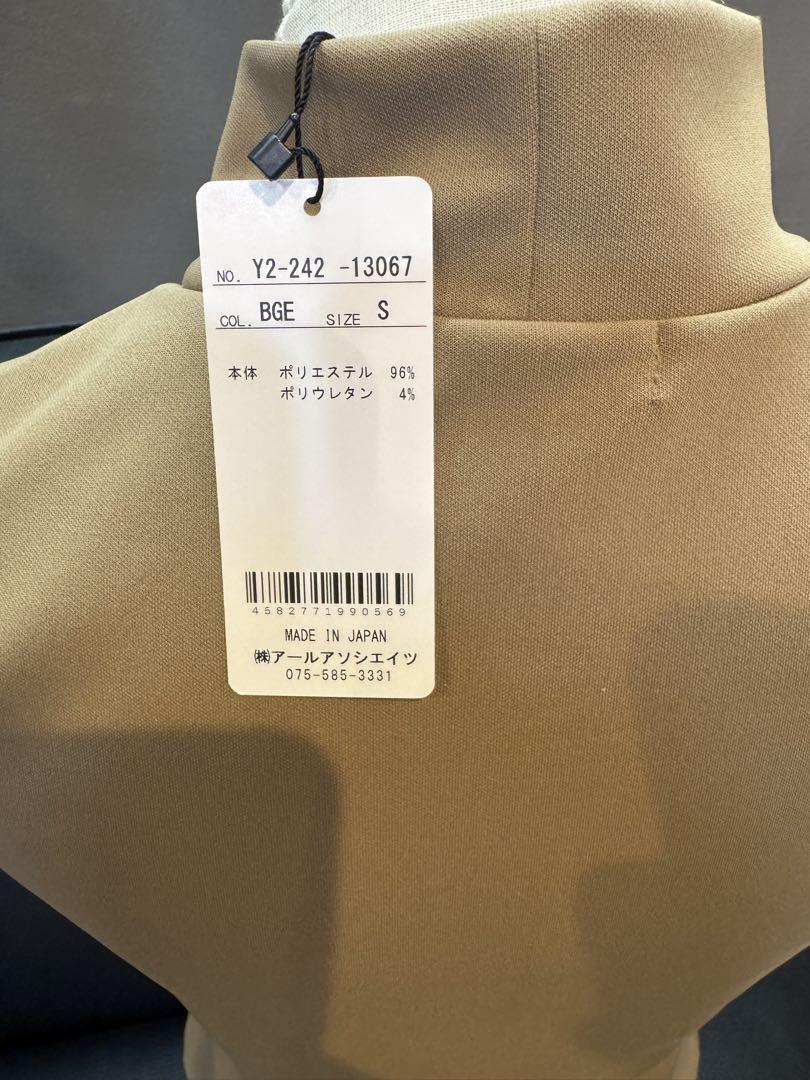 NO. Y2-242 -13067
COL. BGE SIZE S
本体 ポリエステル 96%
ポリウレタン 4%
4582771990569
MADE IN JAPAN
㈱アールアソシエイツ
075-585-3331